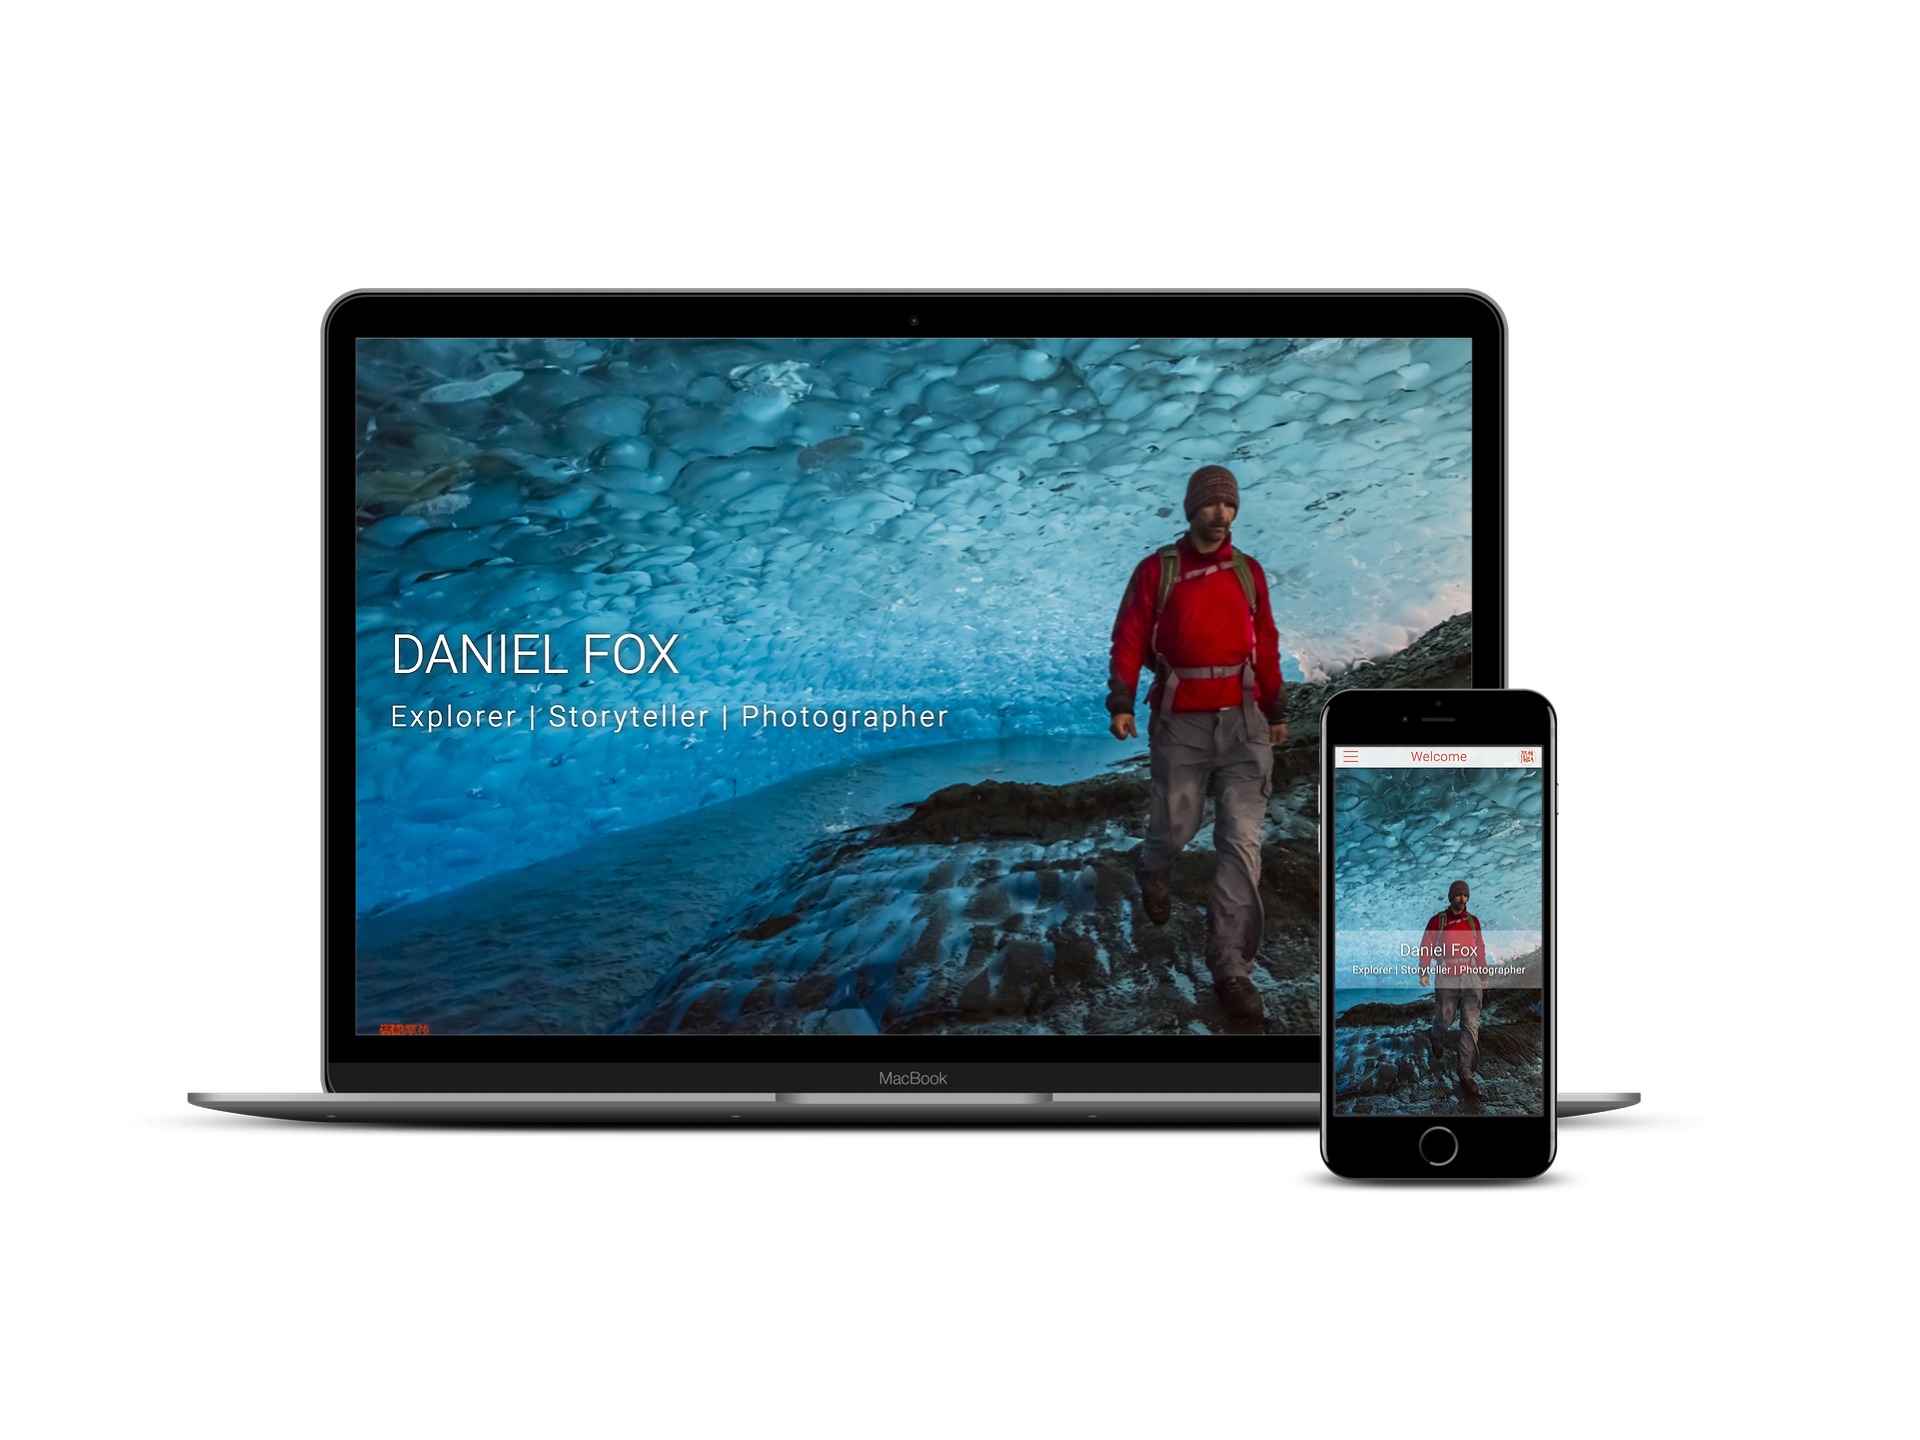 DANIEL FOX
Explorer | Storyteller | Photographer
MacBook
Welcome
Daniel Fox
Explorer | Storyteller | Photographer